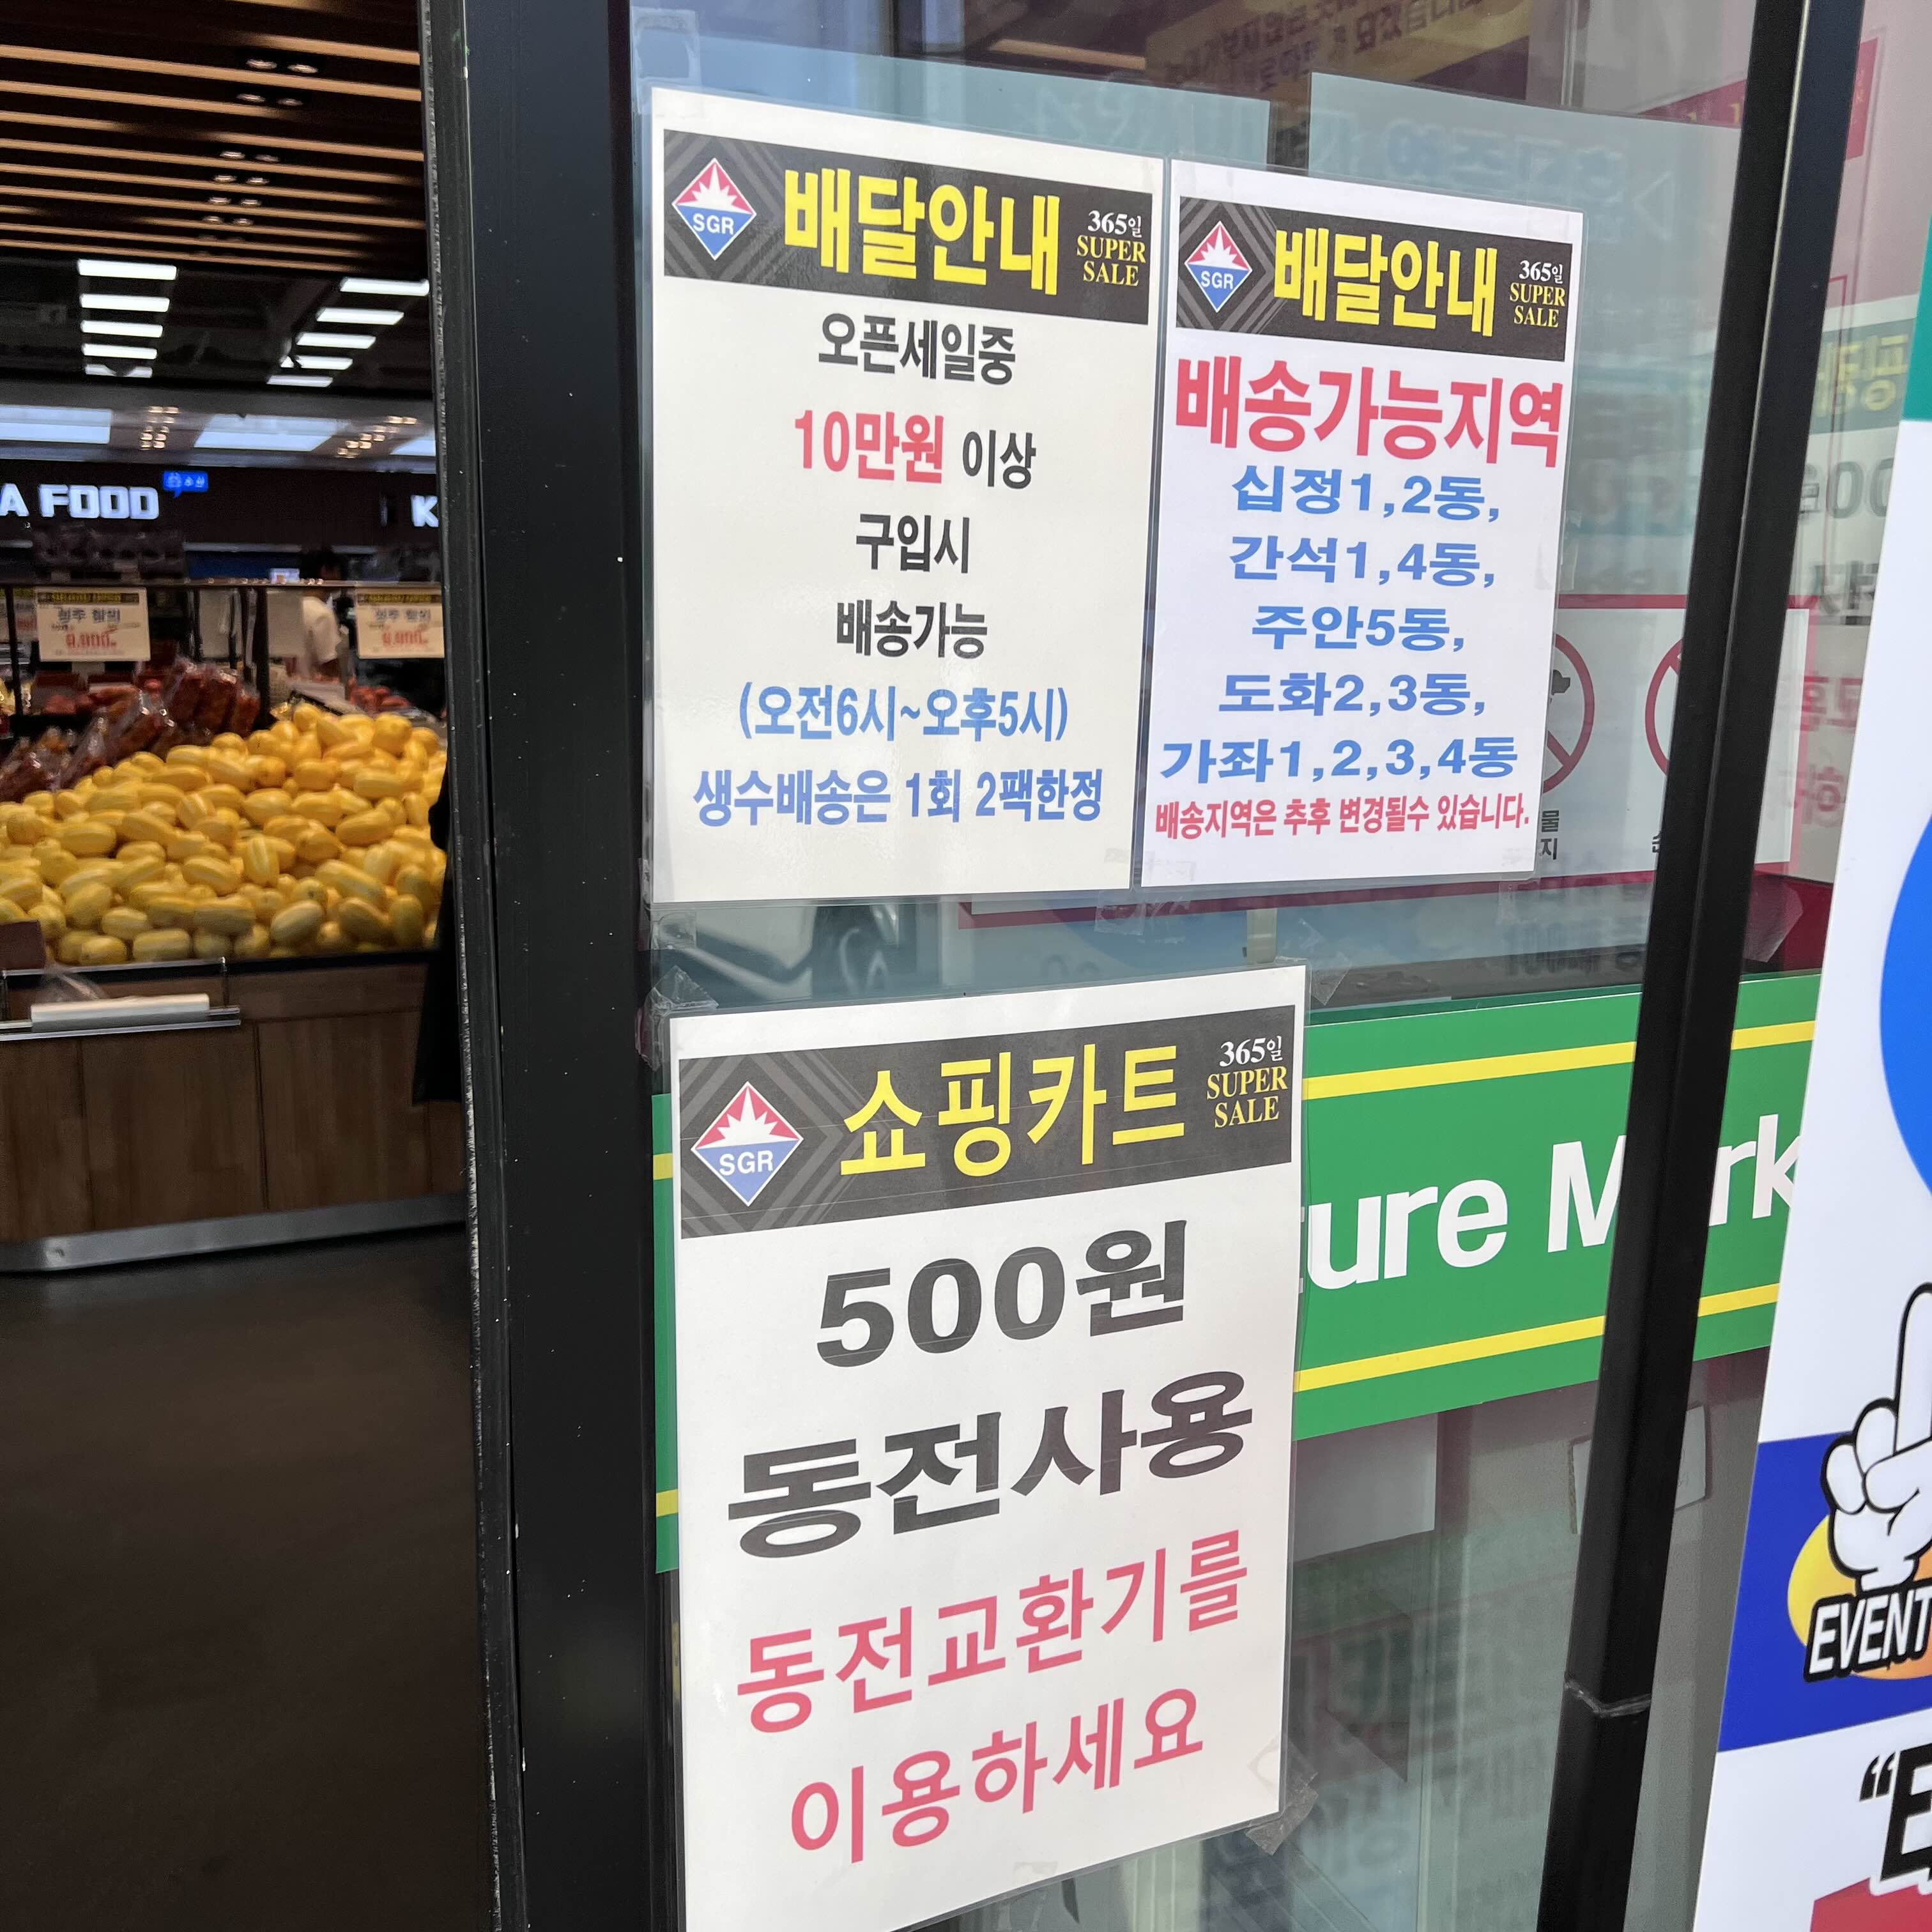 SGR
배달안내
365일
SUPER
SALE
오픈세일중
10만원 이상
구입시
배송가능
(오전6시~오후5시)
생수배송은 1회 2팩한정
SGR
배달안내
365일
SUPER
SALE
배송가능지역
십정1,2동,
간석1,4동,
주안5동,
도화2,3동,
가좌1,2,3,4동
배송지역은 추후 변경될수 있습니다.
A FOOD
K
SGR
쇼핑카트
365일
SUPER
SALE
500원
동전사용
동전교환기를
이용하세요
ure M rk
EVENT